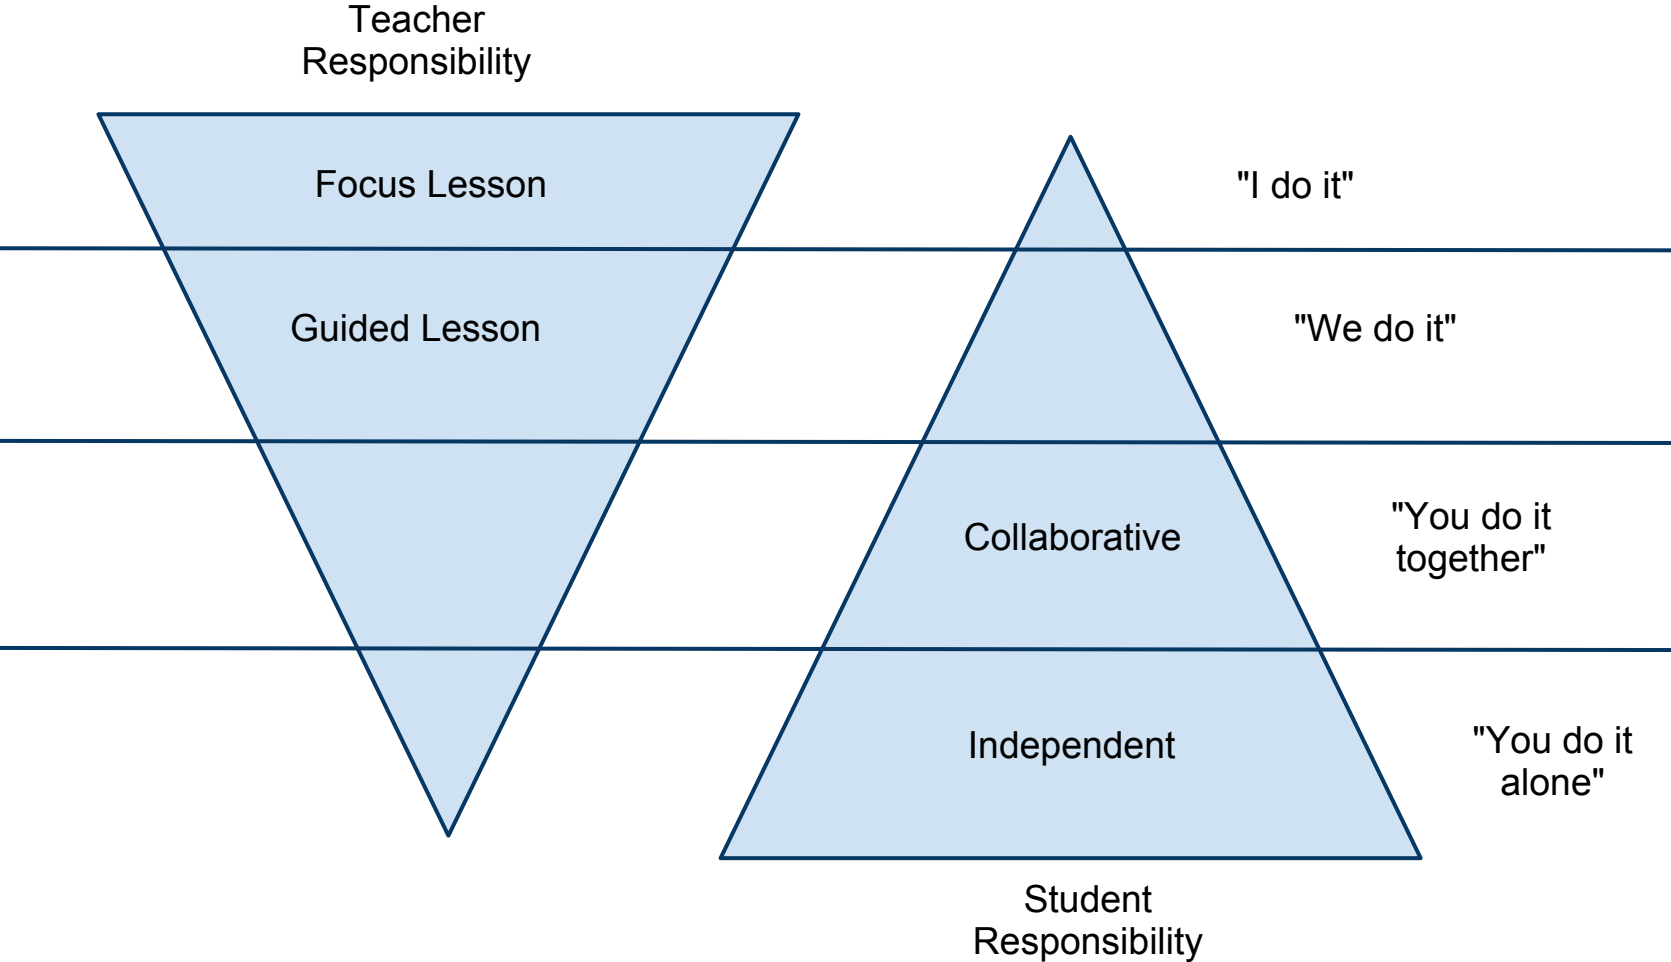 Teacher
Responsibility
Focus Lesson
"I do it"
Guided Lesson
"We do it"
Collaborative
"You do it
together"
Independent
"You do it
alone"
Student
Responsibility